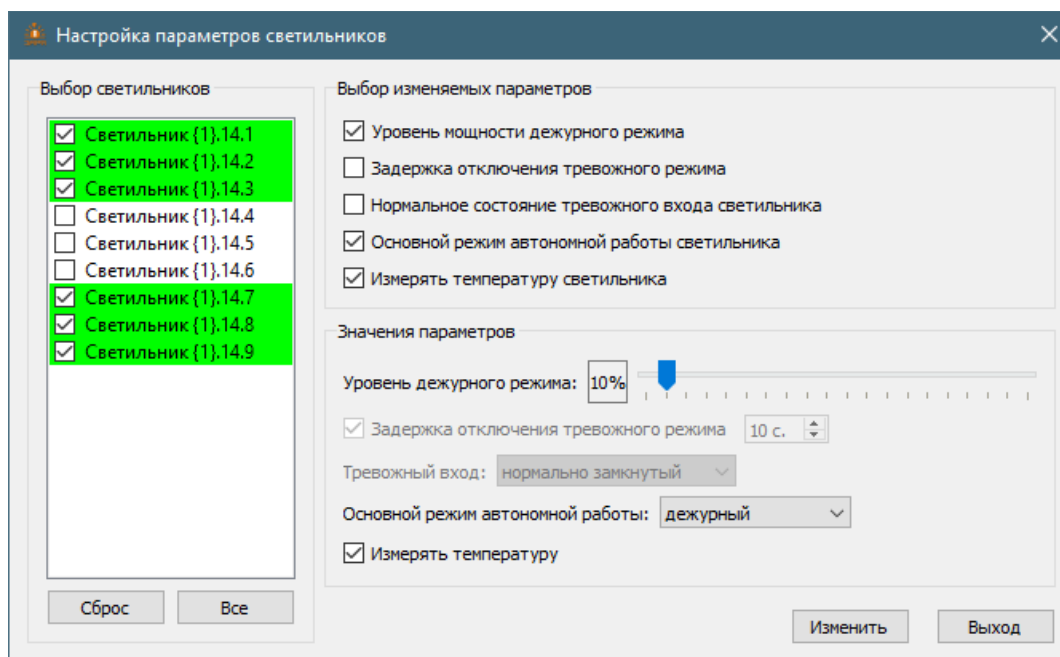 Настройка параметров светильников
Выбор светильников
Светильник {1}.14.1
Светильник {1}.14.2
Светильник {1}.14.3
Светильник {1}.14.4
Светильник {1}.14.5
Светильник {1}.14.6
Светильник {1}.14.7
Светильник {1}.14.8
Светильник {1}.14.9
Сброс
Все
Выбор изменяемых параметров
Уровень мощности дежурного режима
Задержка отключения тревожного режима
Нормальное состояние тревожного входа светильника
Основной режим автономной работы светильника
Измерять температуру светильника
Значения параметров
Уровень дежурного режима: 10%
Задержка отключения тревожного режима 10 с.
Тревожный вход: нормально замкнутый
Основной режим автономной работы: дежурный
Измерять температуру
Изменить
Выход